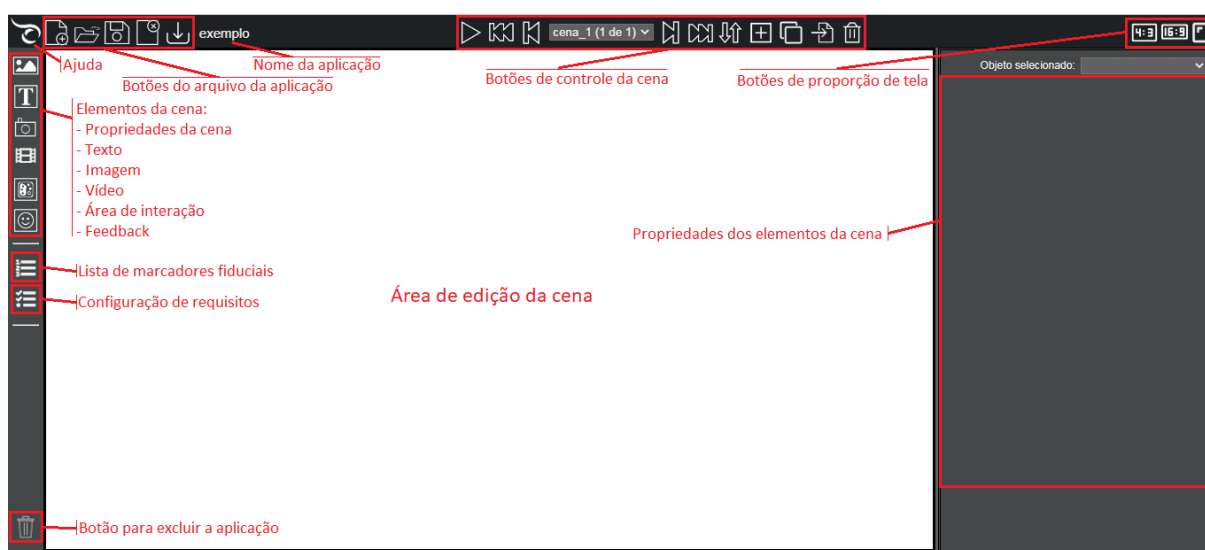 exemplo
cena_1 (1 de 1)
4:3
16:9
Ajuda
Nome da aplicação
Botões do arquivo da aplicação
Botões de controle da cena
Botões de proporção de tela
Objeto selecionado:
T
Elementos da cena:
- Propriedades da cena
- Texto
- Imagem
- Vídeo
- Área de interação
- Feedback
Propriedades dos elementos da cena
Lista de marcadores fiduciais
Configuração de requisitos
Área de edição da cena
Botão para excluir a aplicação